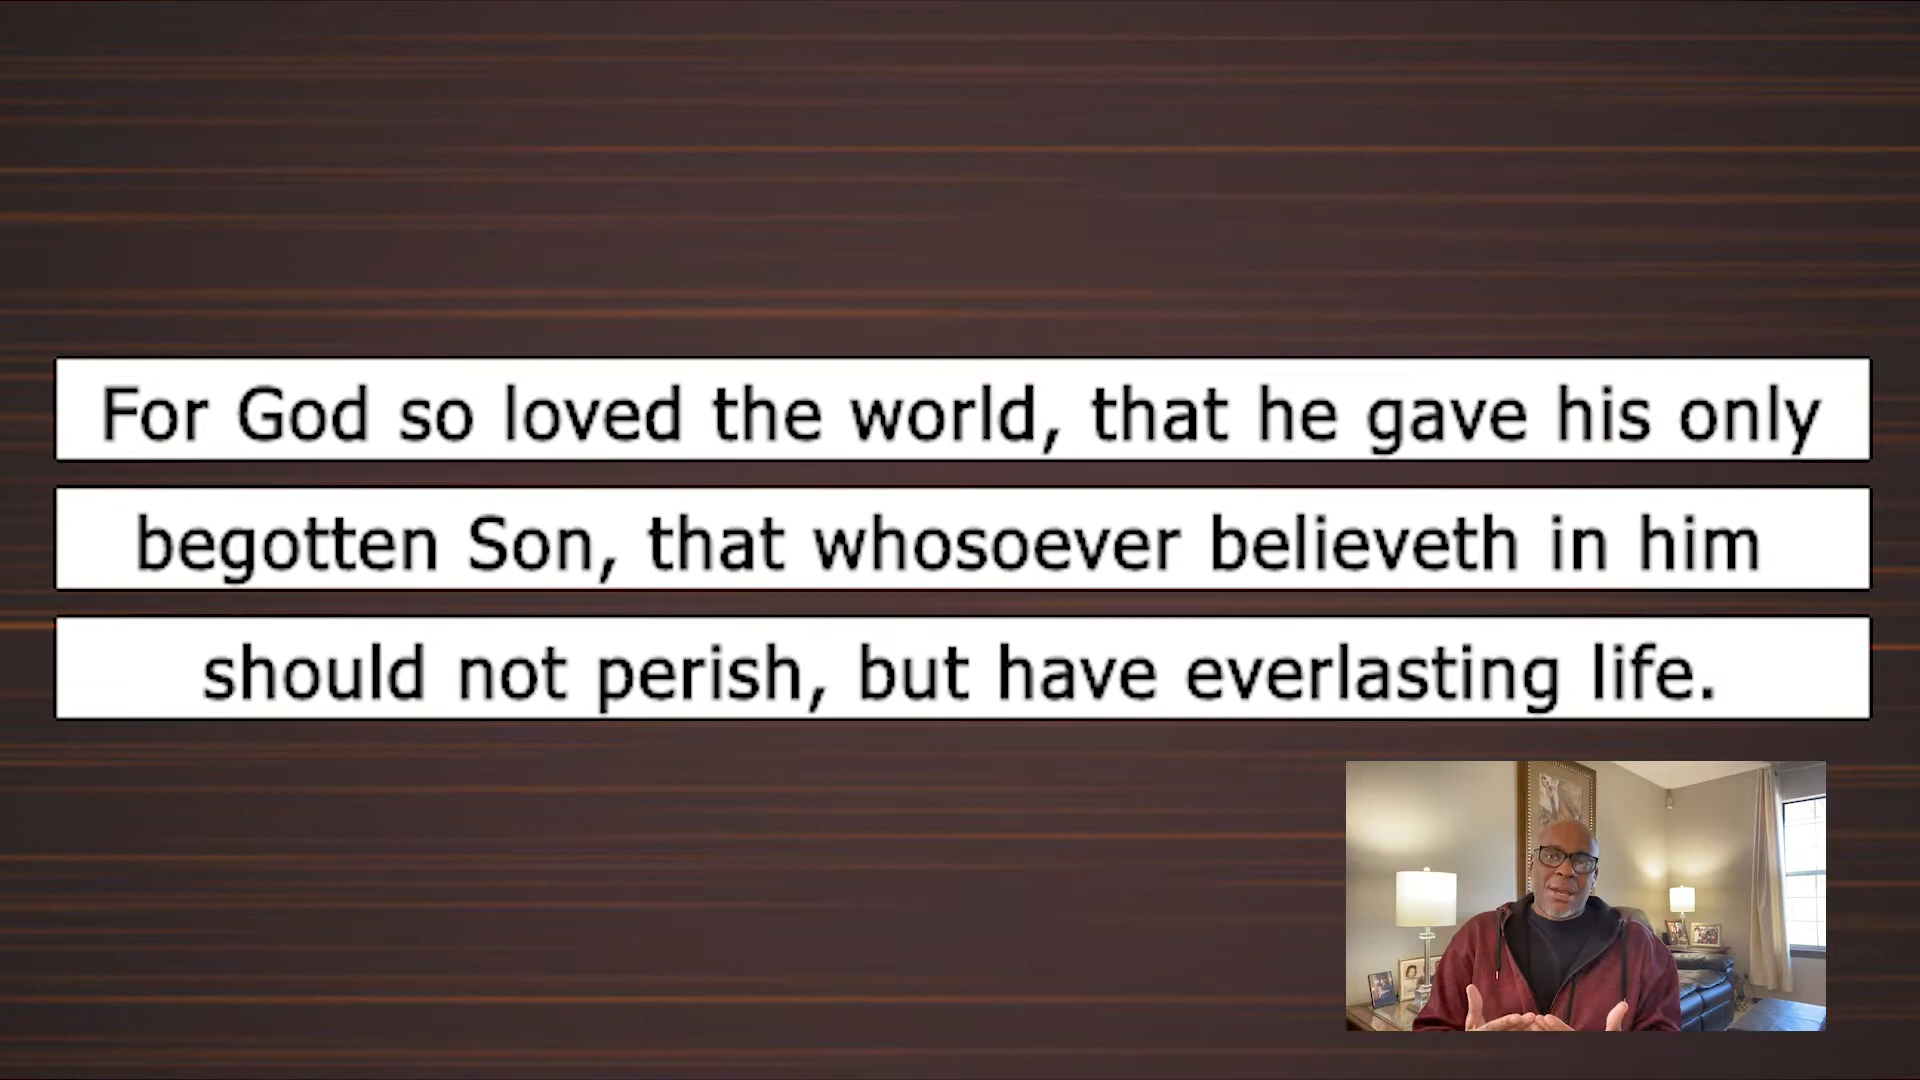 For God so loved the world, that he gave his only
begotten Son, that whosoever believeth in him
should not perish, but have everlasting life.